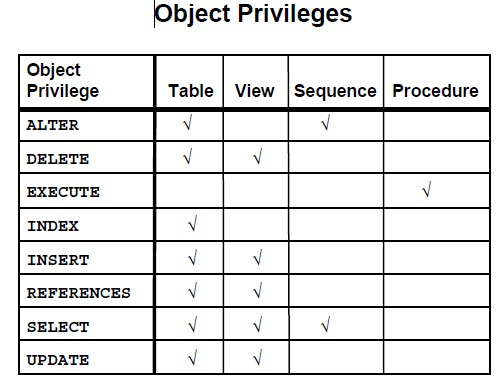 Object Privileges
Object Privilege Table View Sequence Procedure
ALTER √ √
DELETE √ √
EXECUTE √
INDEX √
INSERT √ √
REFERENCES √ √
SELECT √ √ √
UPDATE √ √